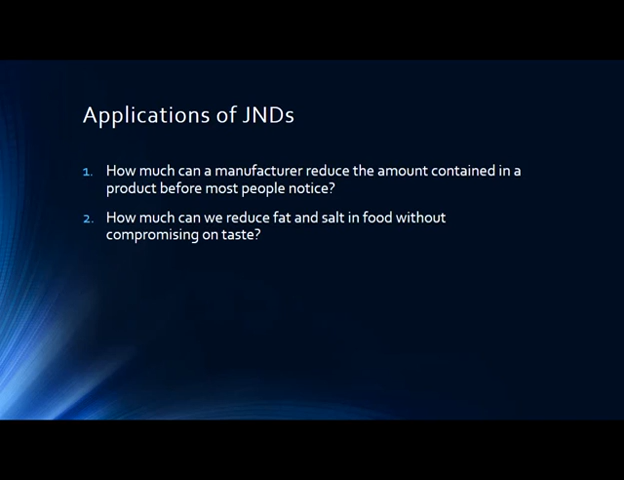 Applications of JNDs
1. How much can a manufacturer reduce the amount contained in a
product before most people notice?
2. How much can we reduce fat and salt in food without
compromising on taste?